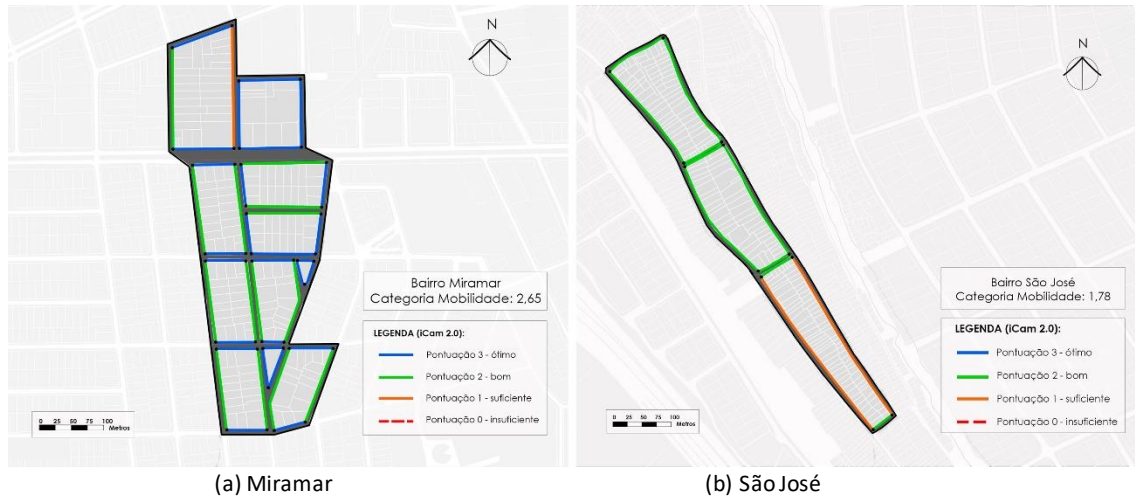 N
Bairro Miramar
Categoria Mobilidade: 2,65
LEGENDA (iCam 2.0):
Pontuação 3 - ótimo
Pontuação 2 - bom
Pontuação 1 - suficiente
Pontuação 0 - insuficiente
0 25 50 75 100
Metros
(a) Miramar
N
Bairro São José
Categoria Mobilidade: 1,78
LEGENDA (iCam 2.0):
Pontuação 3 - ótimo
Pontuação 2 - bom
Pontuação 1 - suficiente
Pontuação 0 - insuficiente
0 25 50 75 100
Metros
(b) São José